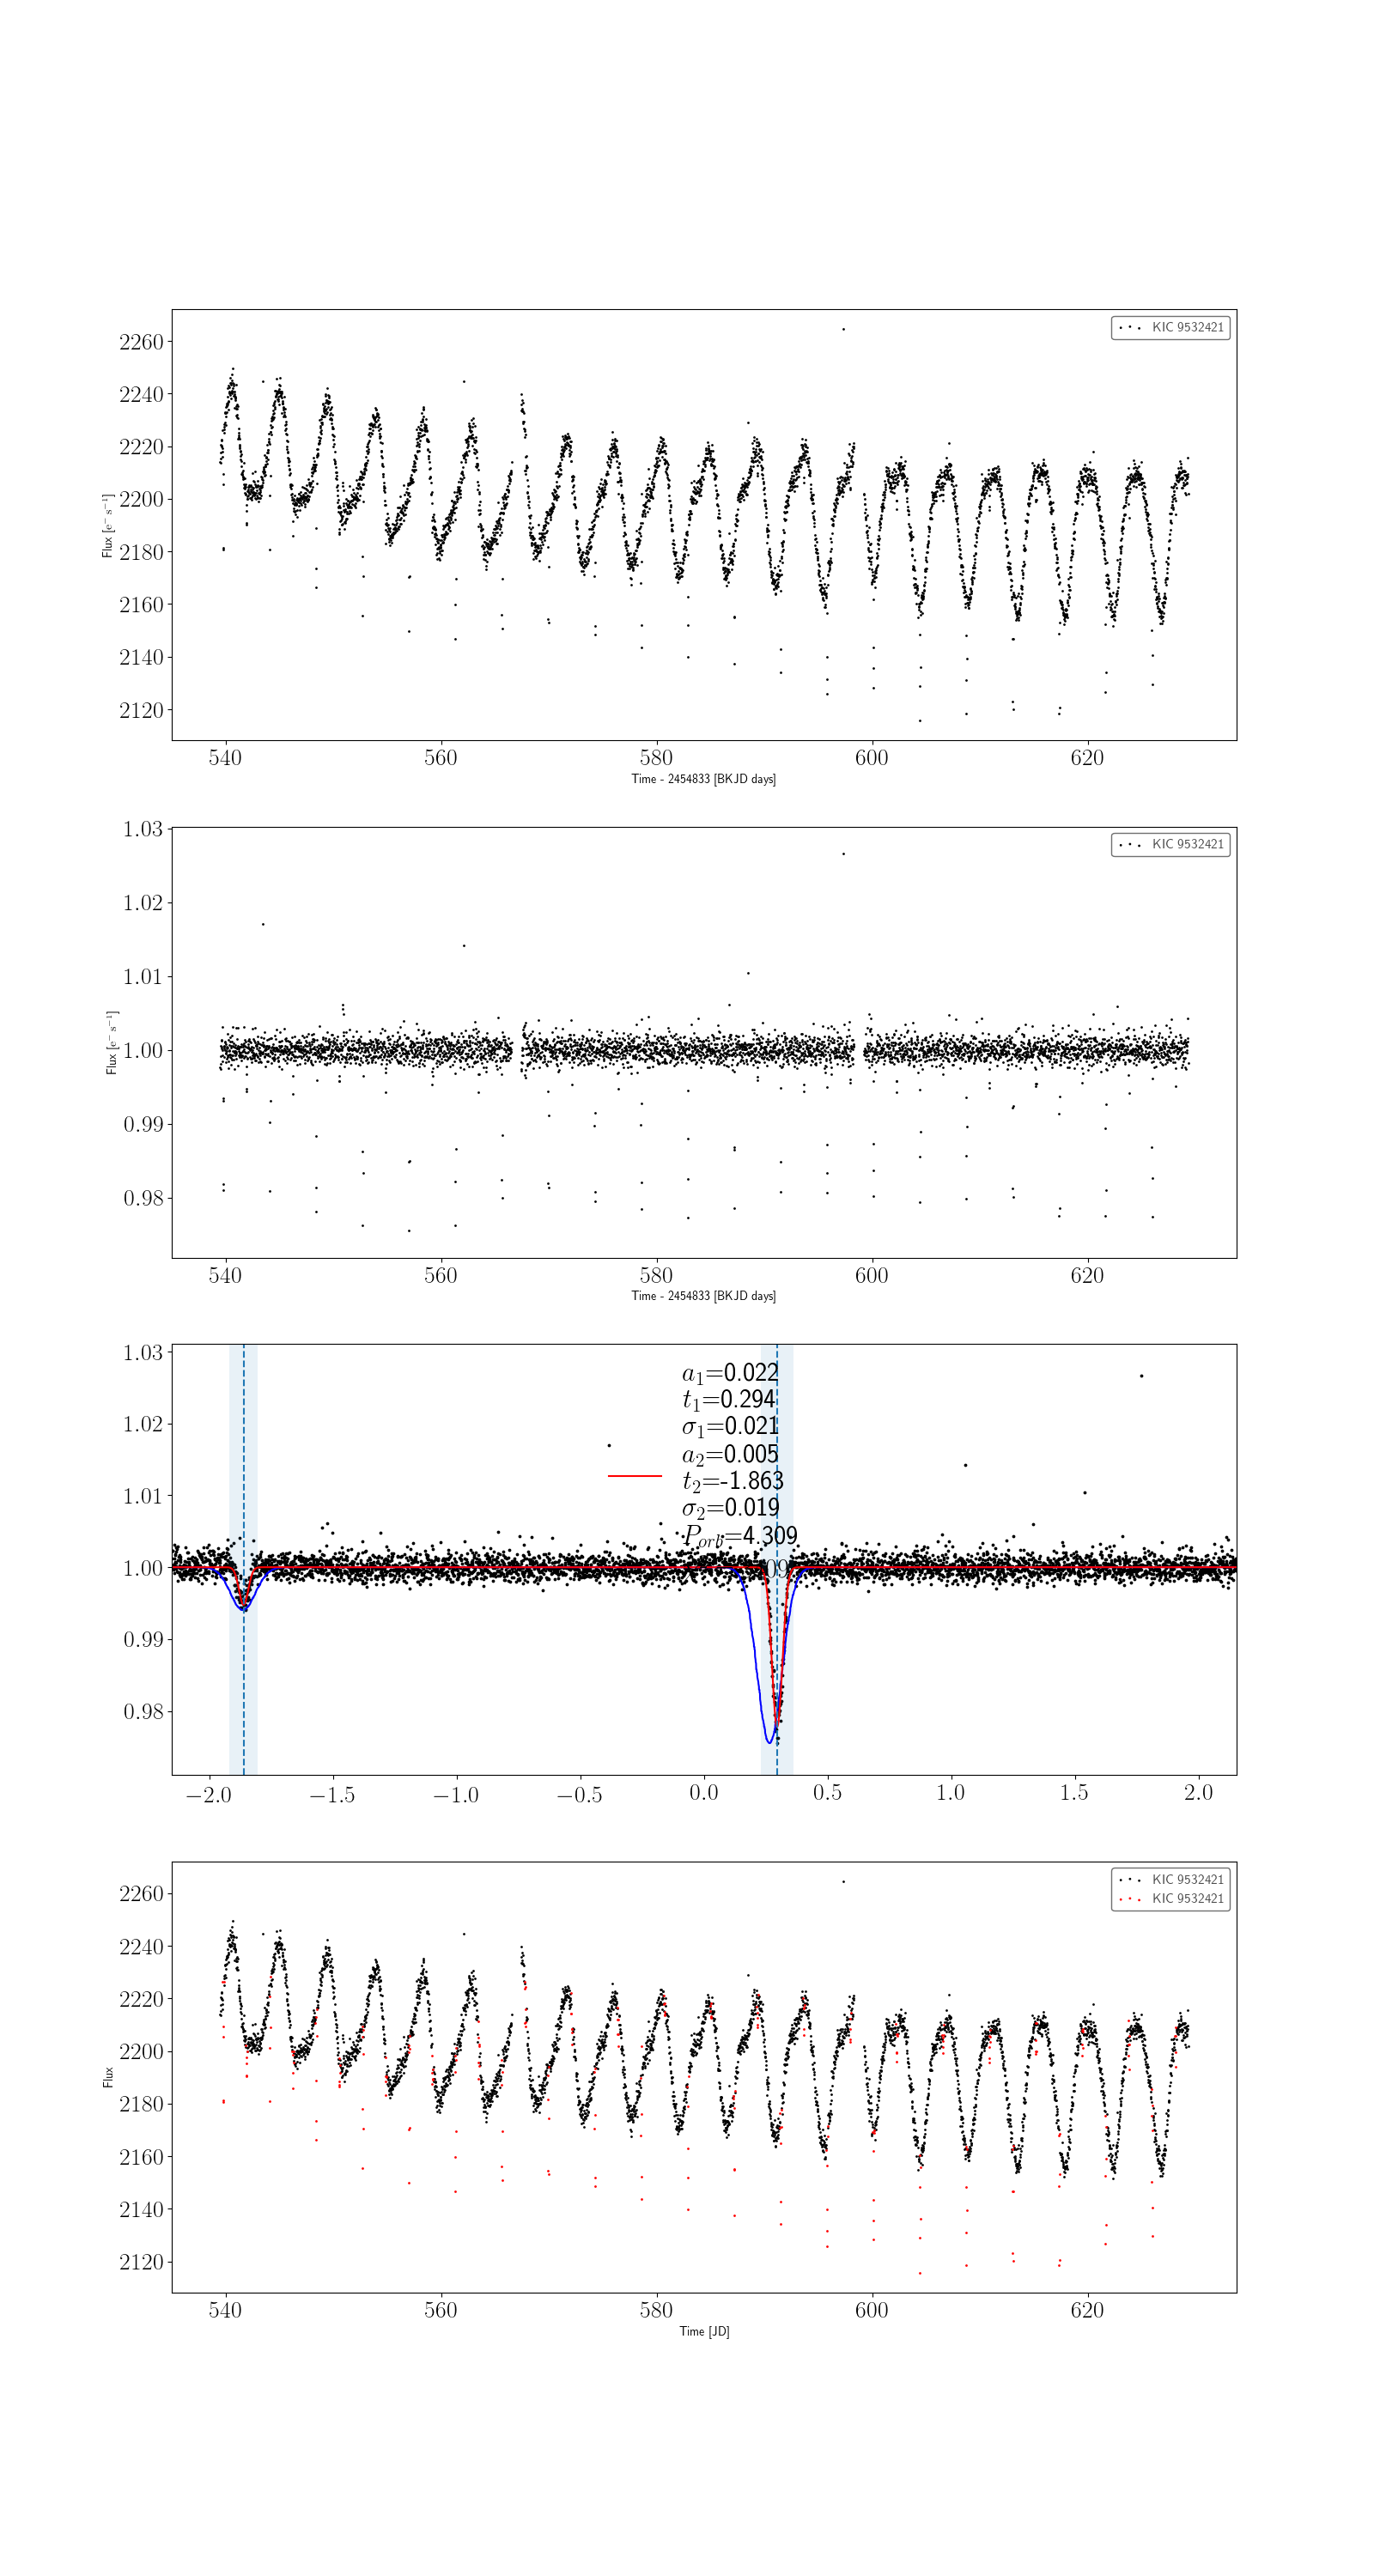 KIC 9532421
2260
2240
2220
2200
2180
2160
2140
2120
Flux [e⁻ s⁻¹]
540 560 580 600 620
Time - 2454833 [BKJD days]
KIC 9532421
1.03
1.02
1.01
1.00
0.99
0.98
Flux [e⁻ s⁻¹]
540 560 580 600 620
Time - 2454833 [BKJD days]
1.03
1.02
1.01
1.00
0.99
0.98
a₁=0.022
t₁=0.294
σ₁=0.021
a₂=0.005
t₂=-1.863
σ₂=0.019
P_orb=4.309
−2.0 −1.5 −1.0 −0.5 0.0 0.5 1.0 1.5 2.0
KIC 9532421
KIC 9532421
2260
2240
2220
2200
2180
2160
2140
2120
Flux
540 560 580 600 620
Time [JD]